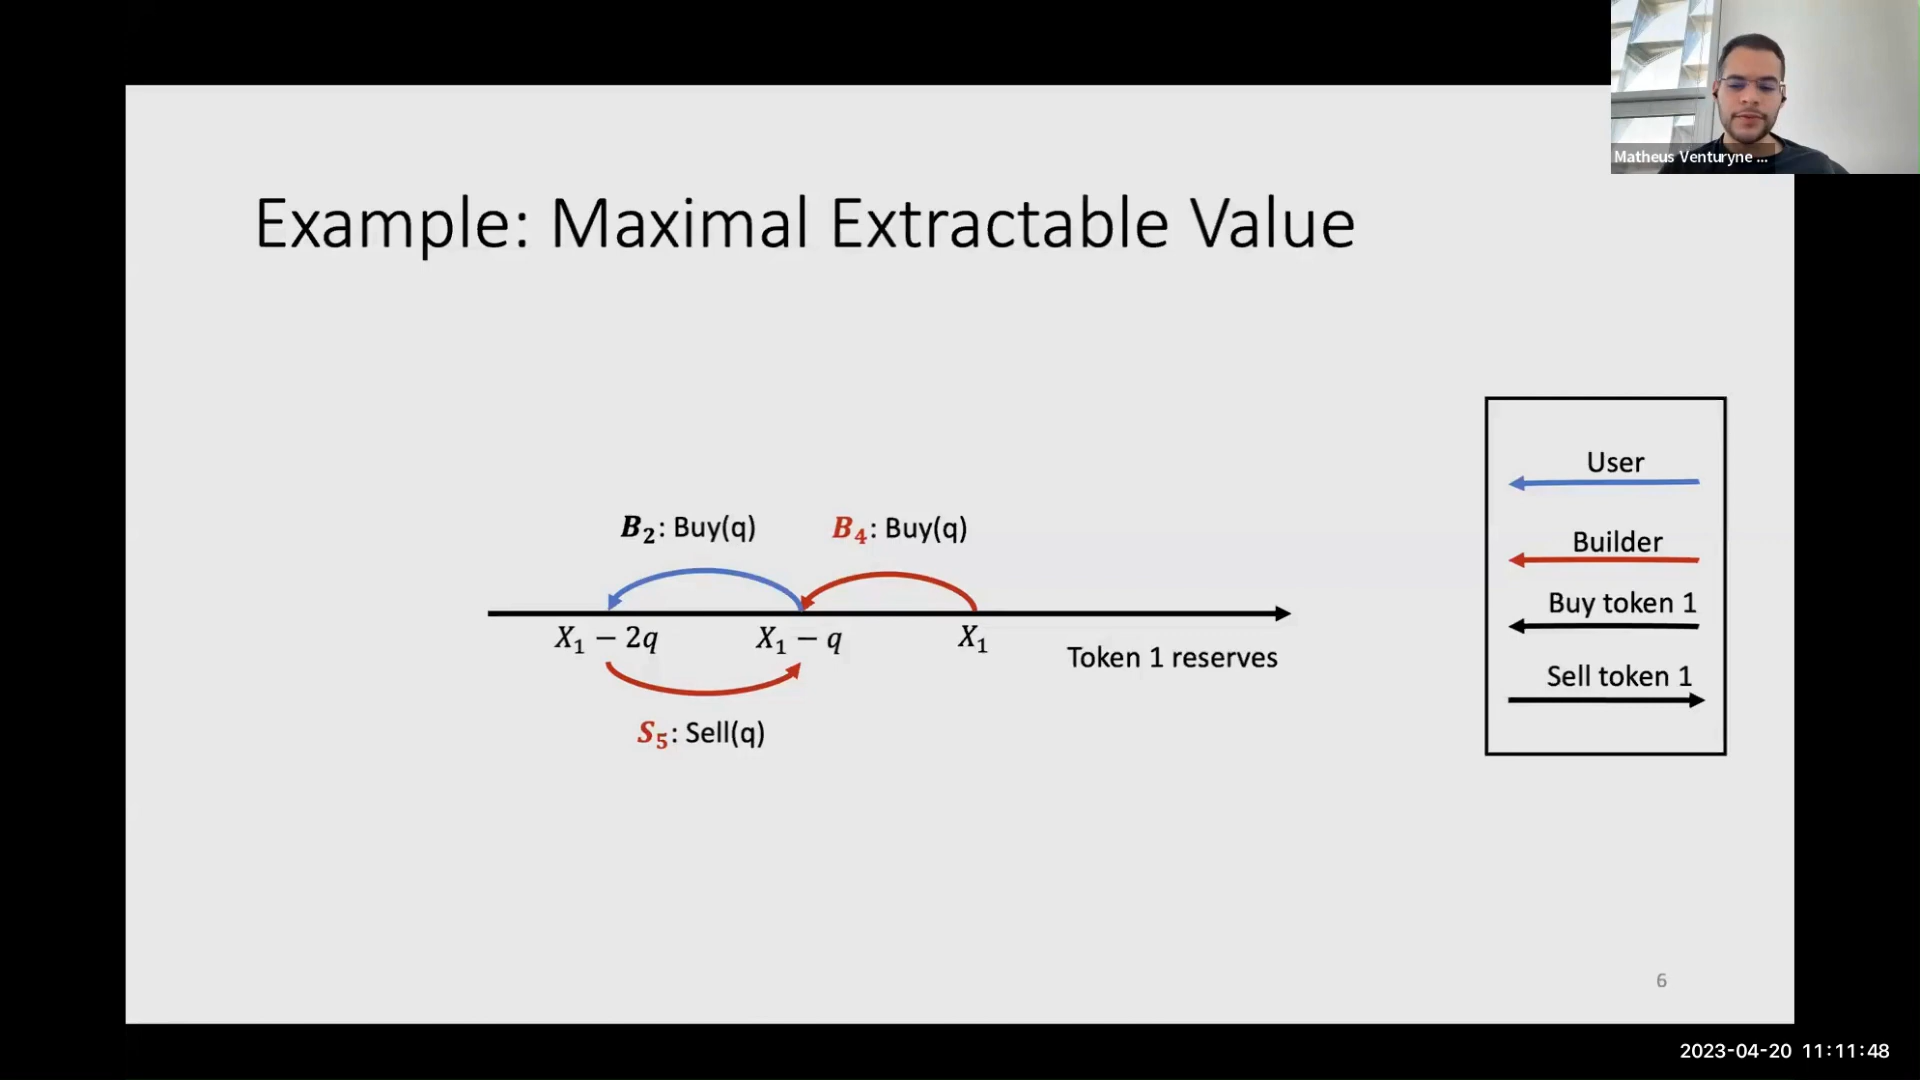 Matheus Venturyne ...
Example: Maximal Extractable Value
User
Builder
Buy token 1
Sell token 1
B₂: Buy(q)
B₄: Buy(q)
X₁ − 2q
X₁ − q
X₁
Token 1 reserves
S₅: Sell(q)
6
2023-04-20 11:11:48